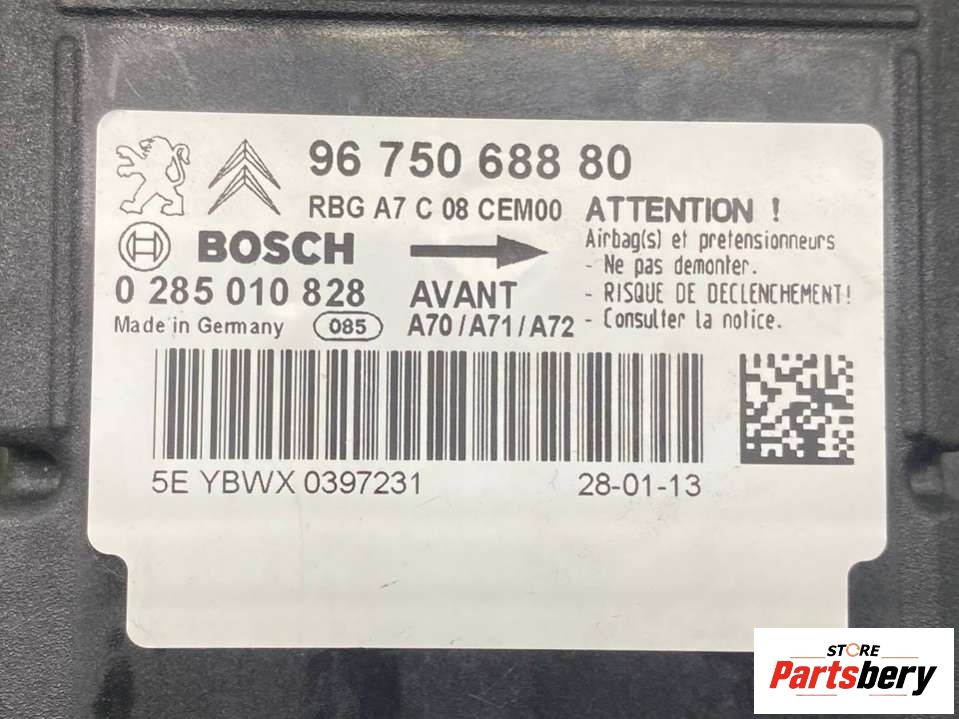 96 750 688 80
RBG A7 C 08 CEM00
ATTENTION !
BOSCH
Airbag(s) et pretensionneurs
- Ne pas demonter.
0 285 010 828
AVANT
- RISQUE DE DECLENCHEMENT!
Made in Germany
085
A70/A71/A72
- Consulter la notice.
5E YBWX 0397231
28-01-13
STORE
Partsbery